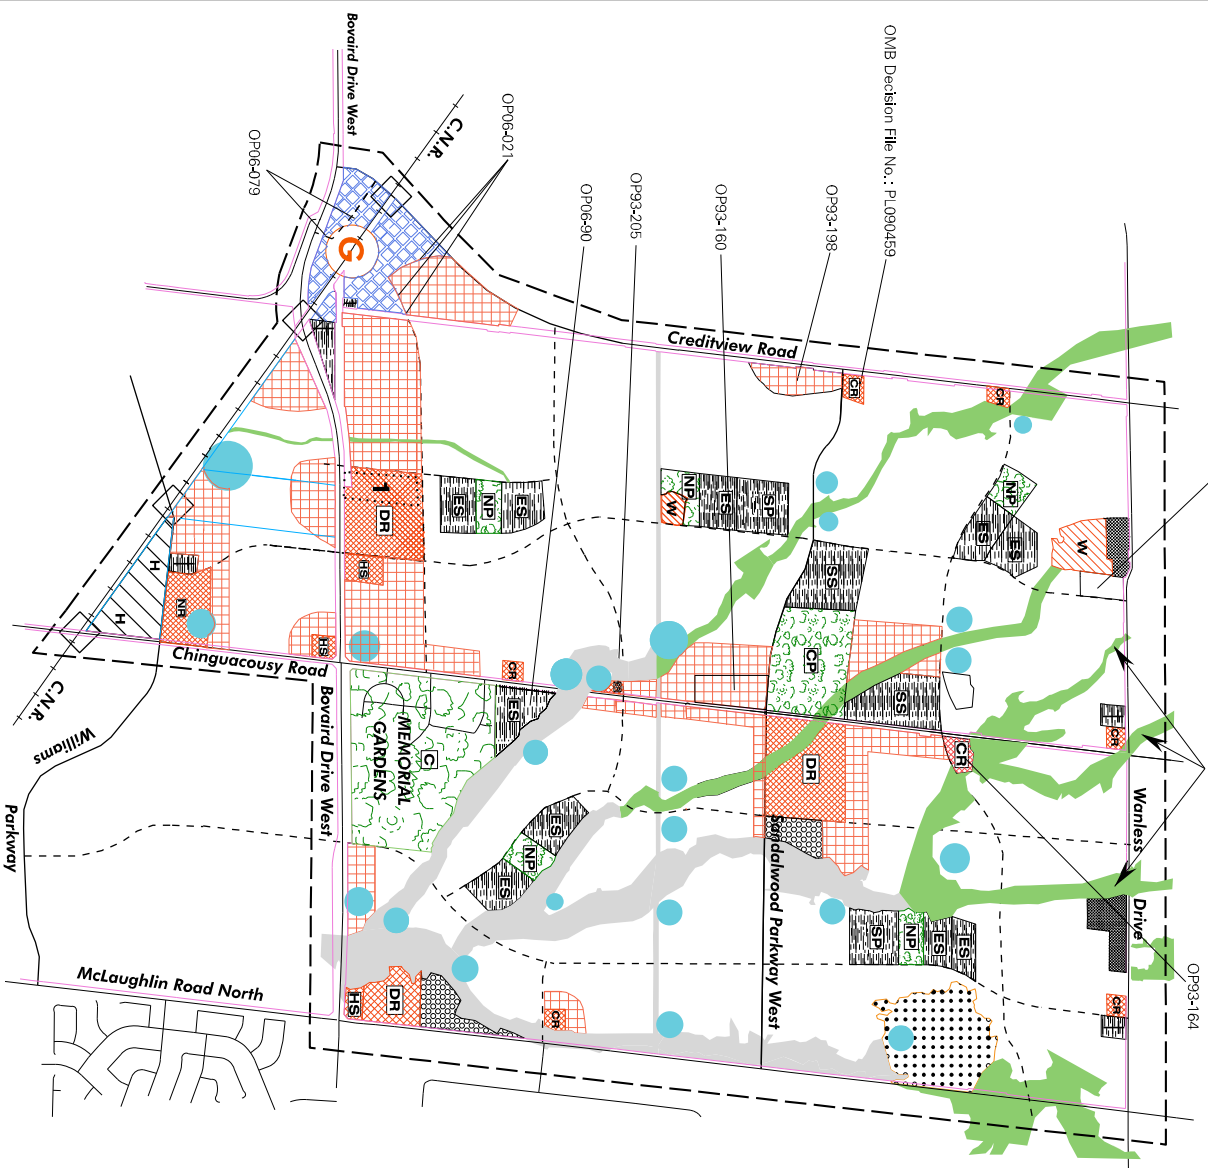 Bovaird Drive West
C.N.R.
OP06-021
OP06-079
OP06-90
OP93-205
OP93-160
OP93-198
OMB Decision File No.: PL090459
G
Creditview Road
CR
CR
NP
ES
SP
W
NP
ES
ES
W
ES
NP
ES
1
DR
HS
SS
CP
SS
H
H
NR
HS
CR
Chinguacousy Road
C.N.R.
Williams
Parkway
Bovaird Drive West
MEMORIAL
GARDENS
C
ES
ES
NP
ES
DR
CR
CR
Wanless
Drive
Sandalwood Parkway West
SP
NP
ES
ES
OP93-164
CR
CR
HS
DR
McLaughlin Road North